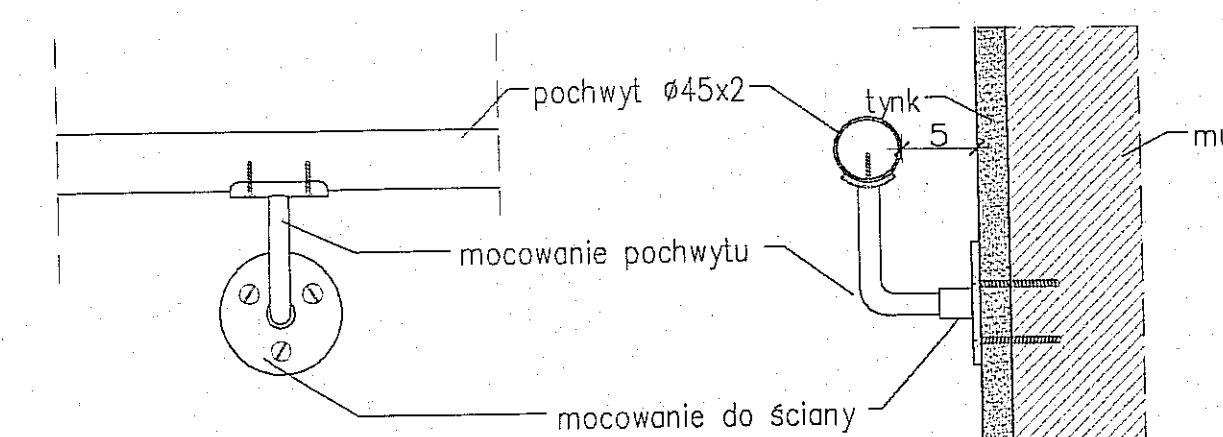 pochwyt ø45x2
tynk
5
mocowanie pochwytu
mocowanie do ściany